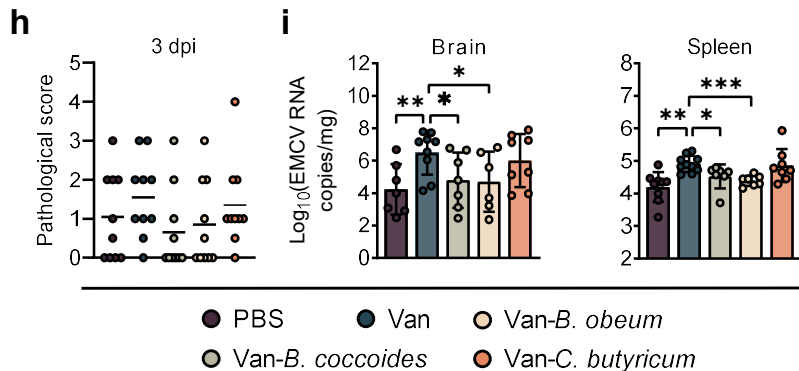 h
3 dpi
Pathological score
5
4
3
2
1
0
i
Brain
Log10(EMCV RNA
copies/mg)
12
10
8
6
4
2
0
*
** *
Spleen
8
7
6
5
4
3
2
***
** *
PBS Van Van-B. obeum
Van-B. coccoides Van-C. butyricum